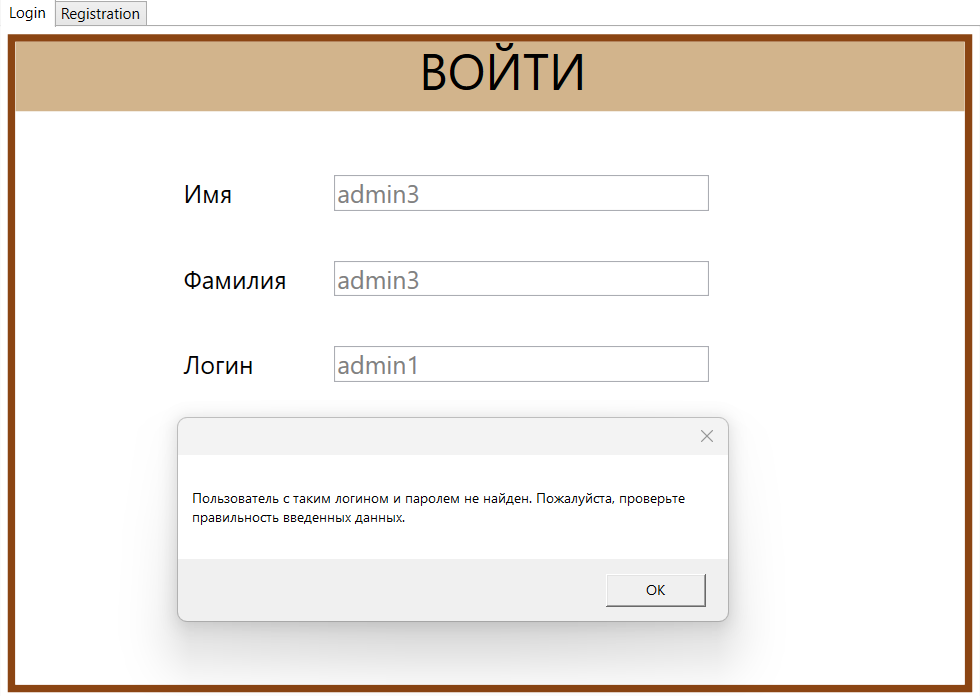 Login
Registration
ВОЙТИ
Имя
admin3
Фамилия
admin3
Логин
admin1
Пользователь с таким логином и паролем не найден. Пожалуйста, проверьте
правильность введенных данных.
OK